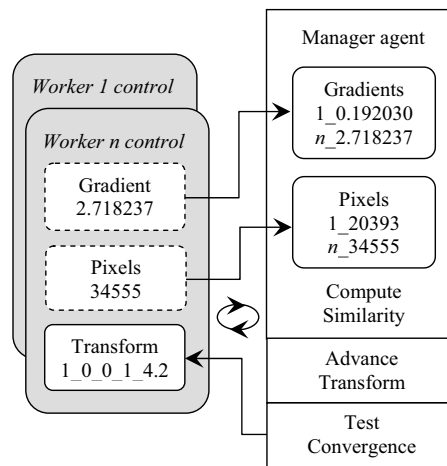 Worker 1 control
Worker n control
Gradient
2.718237
Pixels
34555
Transform
1_0_0_1_4.2
Manager agent
Gradients
1_0.192030
n_2.718237
Pixels
1_20393
n_34555
Compute
Similarity
Advance
Transform
Test
Convergence